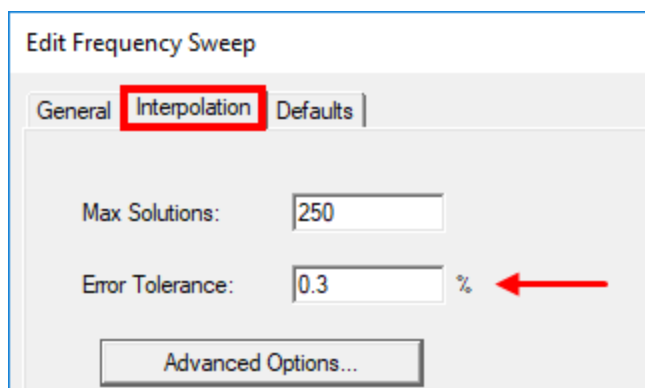 Edit Frequency Sweep
General Interpolation Defaults
Max Solutions: 250
Error Tolerance: 0.3 %
Advanced Options...